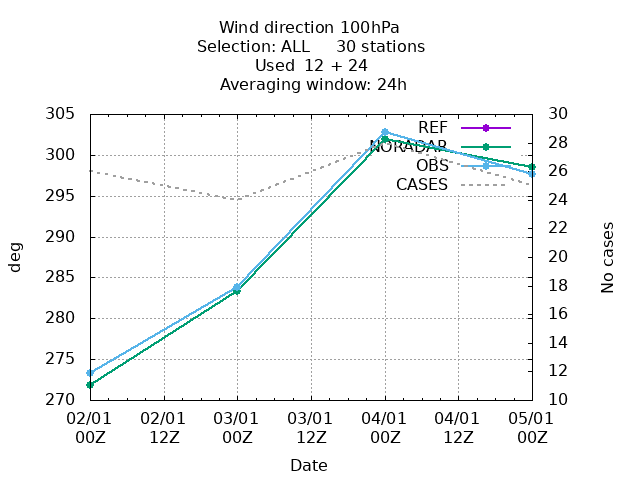 Wind direction 100hPa
Selection: ALL 30 stations
Used 12 + 24
Averaging window: 24h
305
300
295
290
285
280
275
270
deg
30
28
26
24
22
20
18
16
14
12
10
No cases
REF
NORADAR
OBS
CASES
02/01 02/01 03/01 03/01 04/01 04/01 05/01
00Z 12Z 00Z 12Z 00Z 12Z 00Z
Date